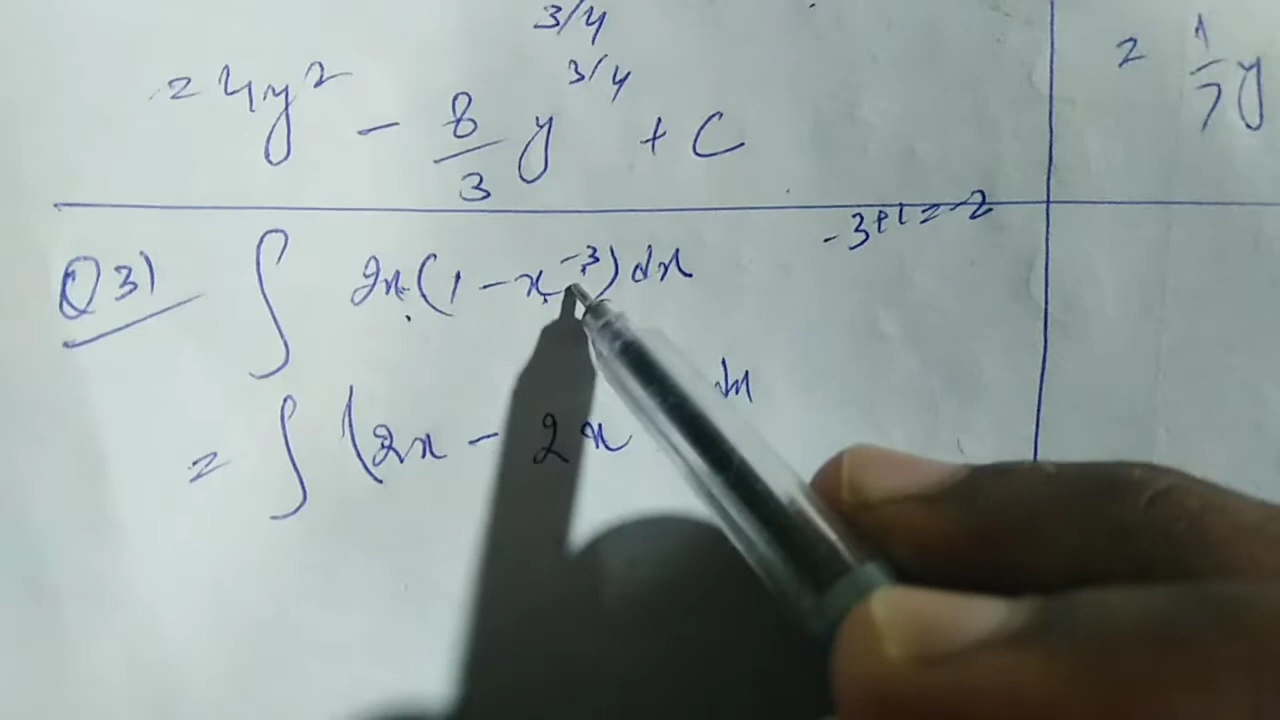 3/4
= 4y² - 8/3 y^3/4 + C
= 1/7 y
-3+1=-2
Q3) ∫ 2x(1-x⁻³)dx
= ∫ (2x - 2x dx